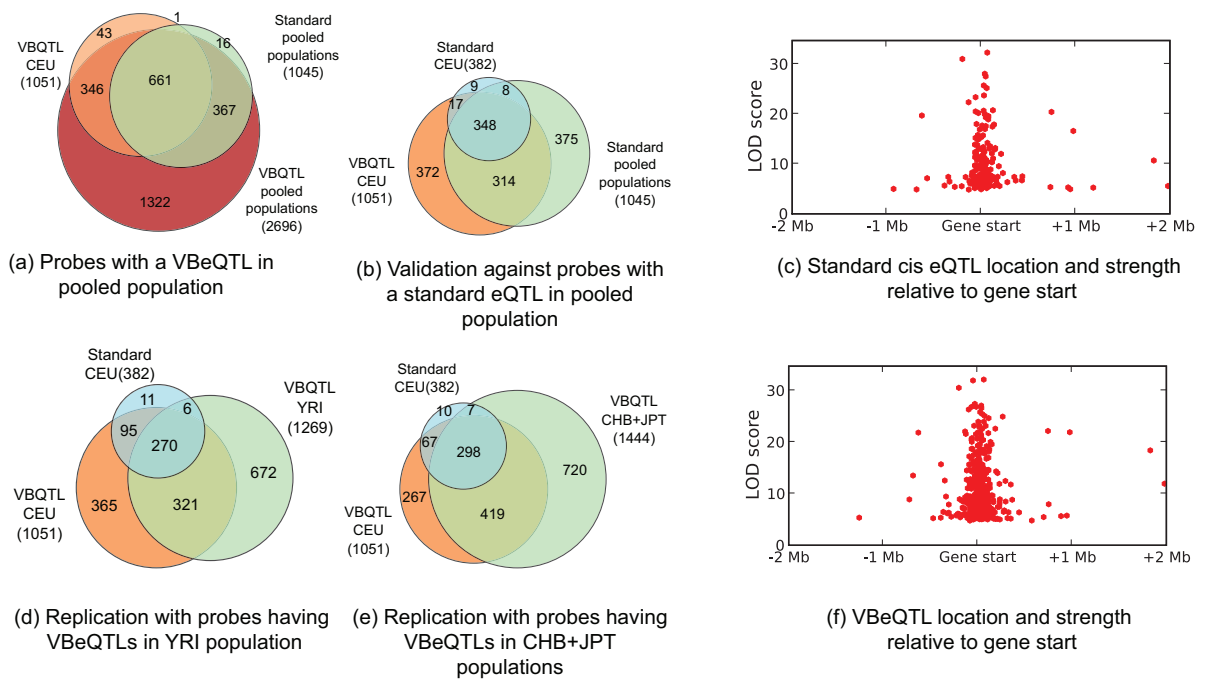 VBQTL
CEU
(1051)
43
1
16
Standard
pooled
populations
(1045)
346
661
367
1322
VBQTL
pooled
populations
(2696)
(a) Probes with a VBeQTL in
pooled population
Standard
CEU(382)
9
8
17
348
375
372
314
VBQTL
CEU
(1051)
Standard
pooled
populations
(1045)
(b) Validation against probes with
a standard eQTL in pooled
population
LOD score
30
20
10
0
-2 Mb
-1 Mb
Gene start
+1 Mb
+2 Mb
(c) Standard cis eQTL location and strength
relative to gene start
Standard
CEU(382)
11
6
95
270
672
365
321
VBQTL
YRI
(1269)
VBQTL
CEU
(1051)
(d) Replication with probes having
VBeQTLs in YRI population
Standard
CEU(382)
10
7
67
298
720
267
419
VBQTL
CHB+JPT
(1444)
VBQTL
CEU
(1051)
(e) Replication with probes having
VBeQTLs in CHB+JPT
populations
LOD score
30
20
10
0
-2 Mb
-1 Mb
Gene start
+1 Mb
+2 Mb
(f) VBeQTL location and strength
relative to gene start